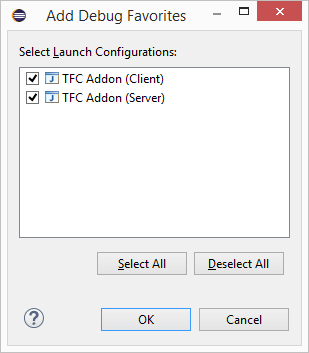 Add Debug Favorites
Select Launch Configurations:
TFC Addon (Client)
TFC Addon (Server)
Select All Deselect All
OK Cancel